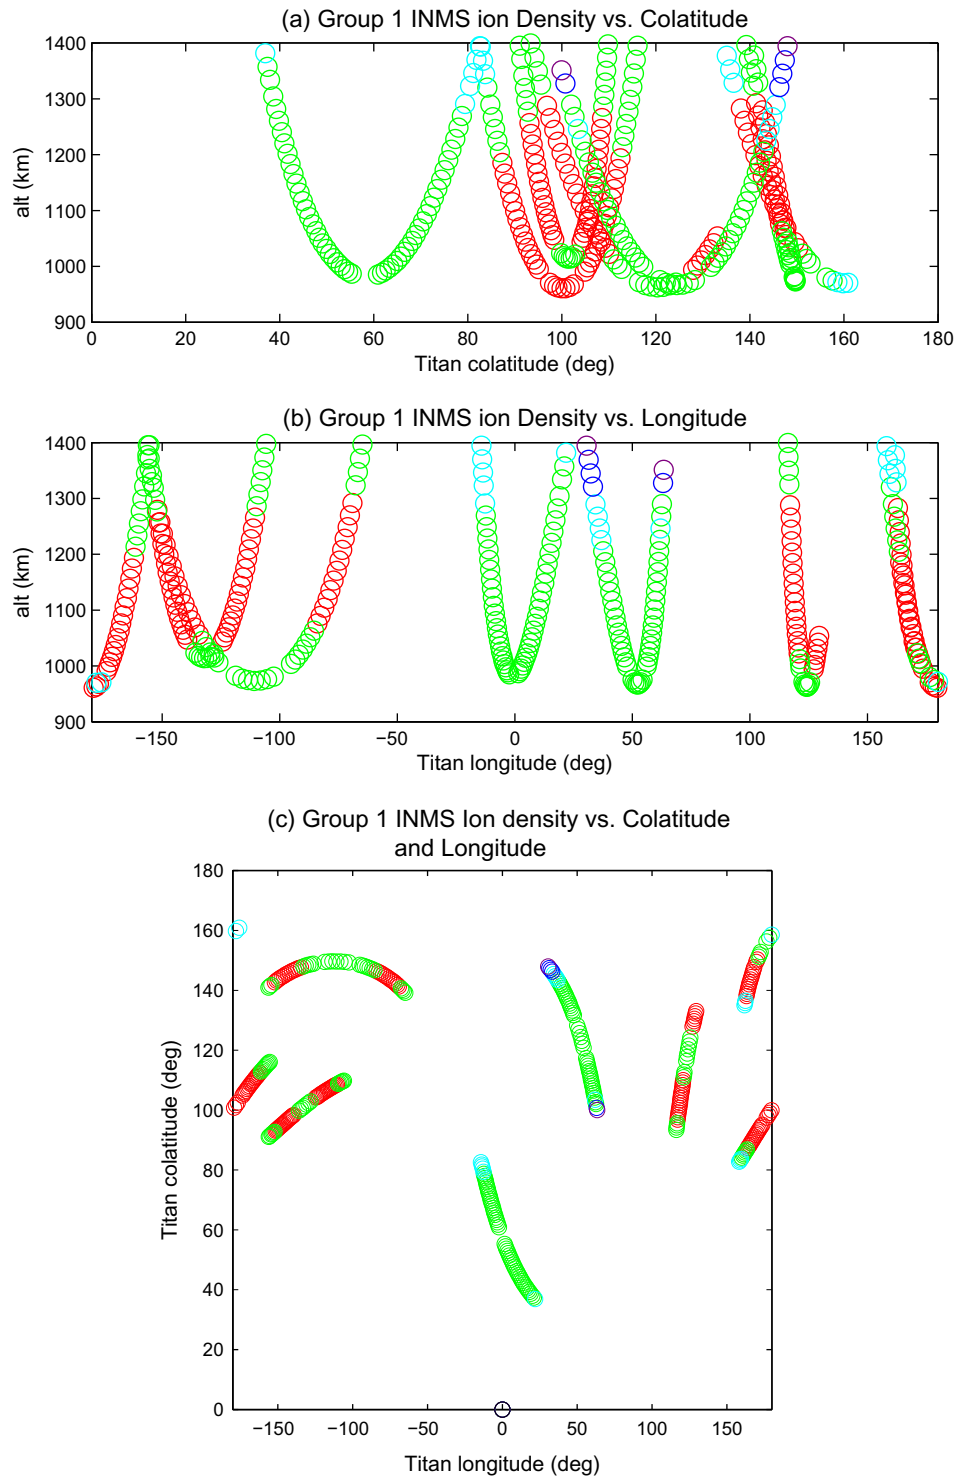 (a) Group 1 INMS ion Density vs. Colatitude
1400
1300
1200
1100
1000
900
alt (km)
0 20 40 60 80 100 120 140 160 180
Titan colatitude (deg)
(b) Group 1 INMS ion Density vs. Longitude
1400
1300
1200
1100
1000
900
alt (km)
−150 −100 −50 0 50 100 150
Titan longitude (deg)
(c) Group 1 INMS Ion density vs. Colatitude
and Longitude
180
160
140
120
100
80
60
40
20
0
Titan colatitude (deg)
−150 −100 −50 0 50 100 150
Titan longitude (deg)